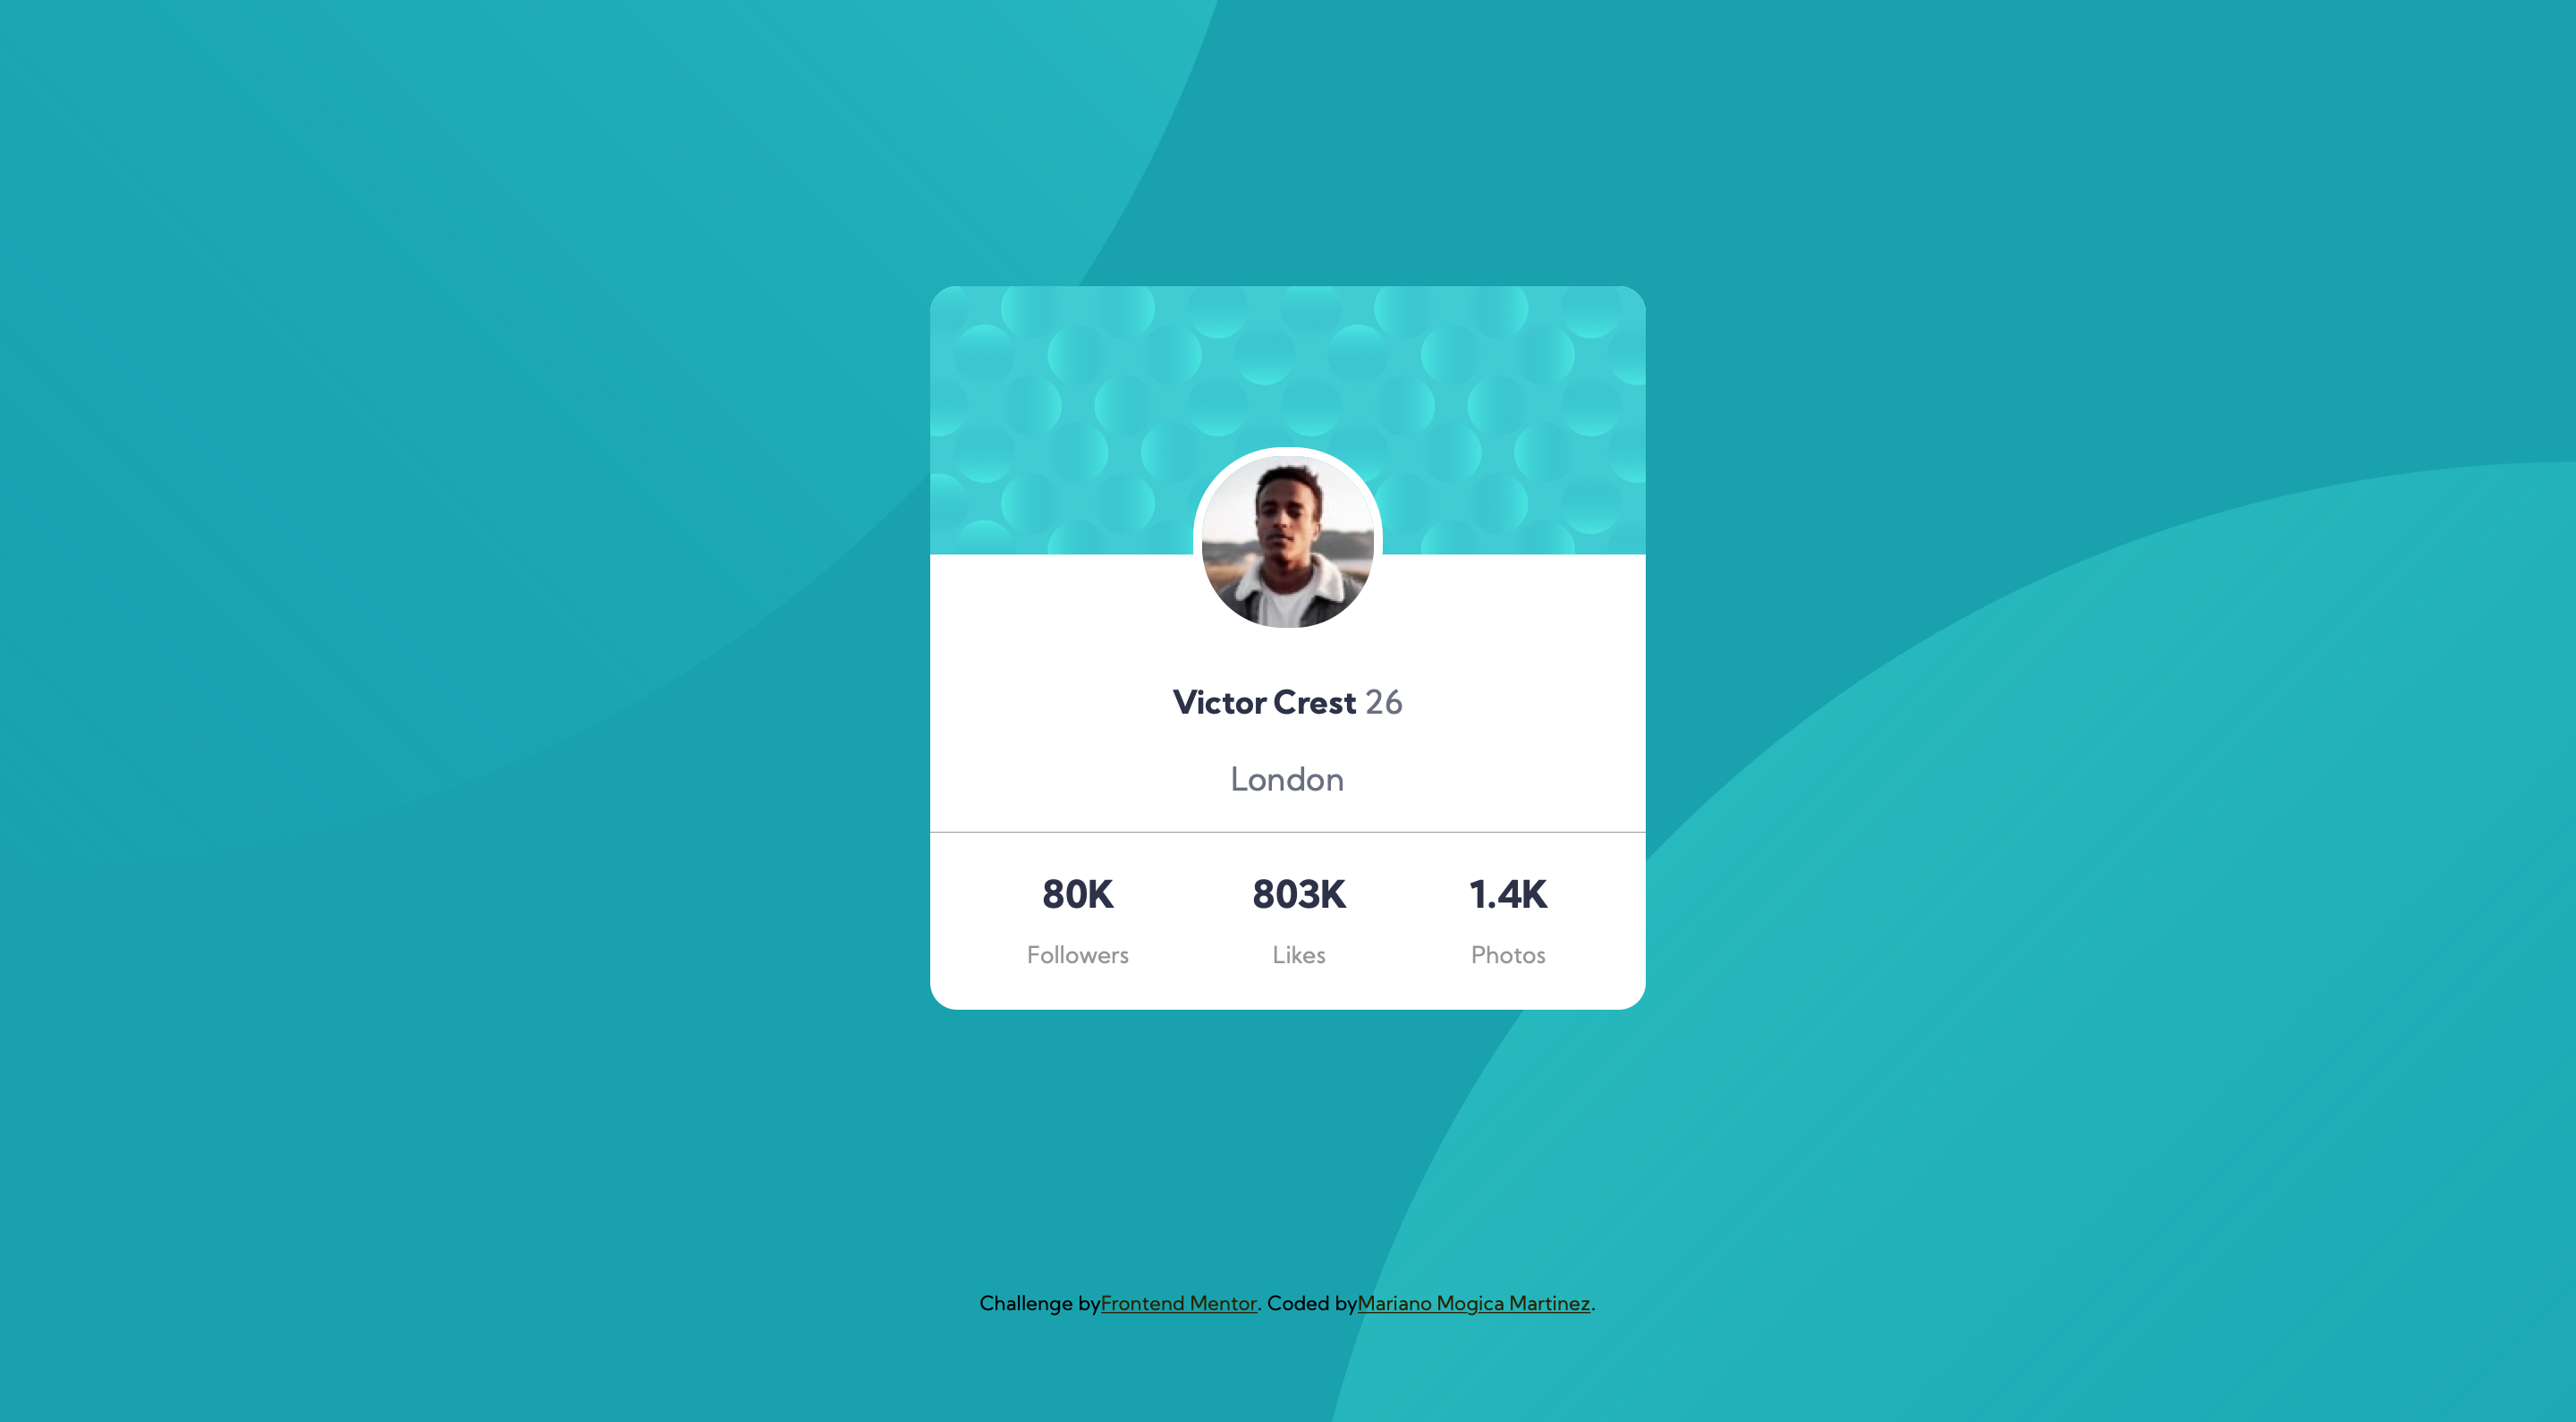 Victor Crest 26
London
80K 803K 1.4K
Followers Likes Photos
Challenge byFrontend Mentor. Coded byMariano Mogica Martinez.